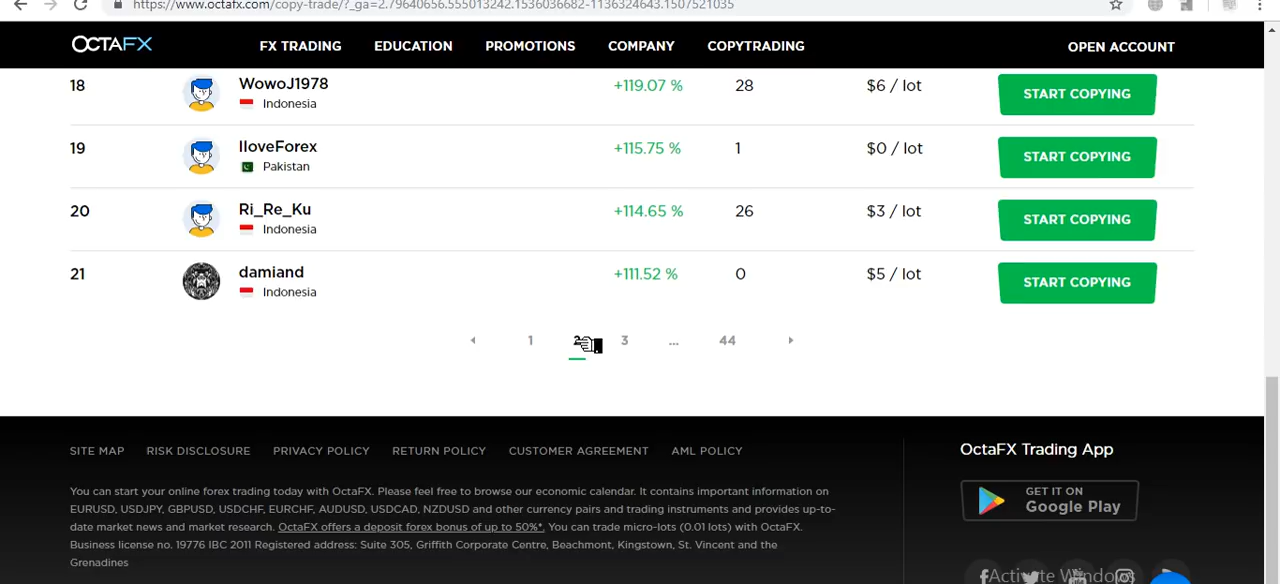 https://www.octafx.com/copy-trade/?_ga=2.79640656.555013242.1536036682-1136324643.1507521035
OCTAFX FX TRADING EDUCATION PROMOTIONS COMPANY COPYTRADING OPEN ACCOUNT
18 WowoJ1978 +119.07 % 28 $6 / lot START COPYING
Indonesia
19 IloveForex +115.75 % 1 $0 / lot START COPYING
Pakistan
20 Ri_Re_Ku +114.65 % 26 $3 / lot START COPYING
Indonesia
21 damiand +111.52 % 0 $5 / lot START COPYING
Indonesia
1 2 3 ... 44
SITE MAP RISK DISCLOSURE PRIVACY POLICY RETURN POLICY CUSTOMER AGREEMENT AML POLICY
You can start your online forex trading today with OctaFX. Please feel free to browse our economic calendar. It contains important information on
EURUSD, USDJPY, GBPUSD, USDCHF, EURCHF, AUDUSD, USDCAD, NZDUSD and other currency pairs and trading instruments and provides up-
to-date market news and market research. OctaFX offers a deposit forex bonus of up to 50%*. You can trade micro-lots (0.01 lots) with OctaFX.
Business license no. 19776 IBC 2011 Registered address: Suite 305, Griffith Corporate Centre, Beachmont, Kingstown, St. Vincent and the
Grenadines
OctaFX Trading App
GET IT ON
Google Play
Activate Windows